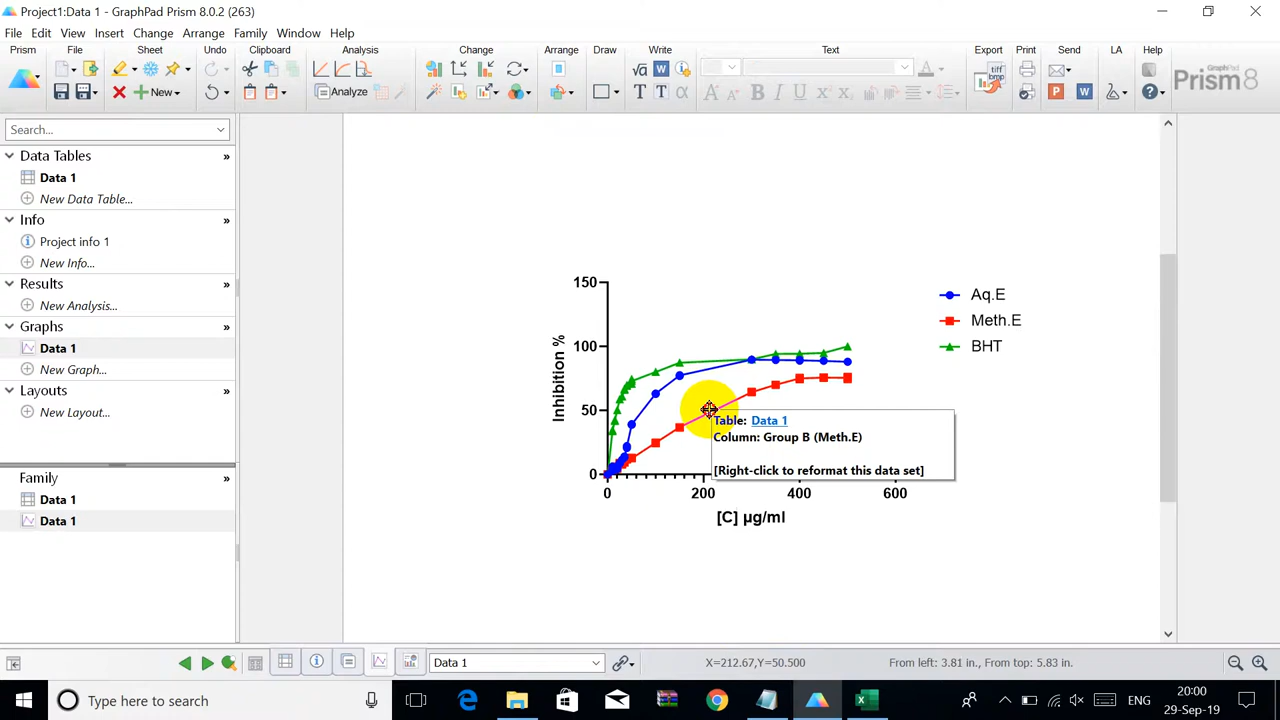 Project1:Data 1 - GraphPad Prism 8.0.2 (263)
File Edit View Insert Change Arrange Family Window Help
Prism File Sheet Undo Clipboard Analysis Change Arrange Draw Write Text Export Print Send LA Help
New Analyze
tiff
bmp
GraphPad
Prism 8
Search...
Data Tables
Data 1
New Data Table...
Info
Project info 1
New Info...
Results
New Analysis...
Graphs
Data 1
New Graph...
Layouts
New Layout...
Family
Data 1
Data 1
Inhibition %
150
100
50
0
0 200 400 600
[C] µg/ml
Aq.E
Meth.E
BHT
Table: Data 1
Column: Group B (Meth.E)
[Right-click to reformat this data set]
Data 1
X=212.67,Y=50.500
From left: 3.81 in., From top: 5.83 in.
Type here to search
ENG
20:00
29-Sep-19